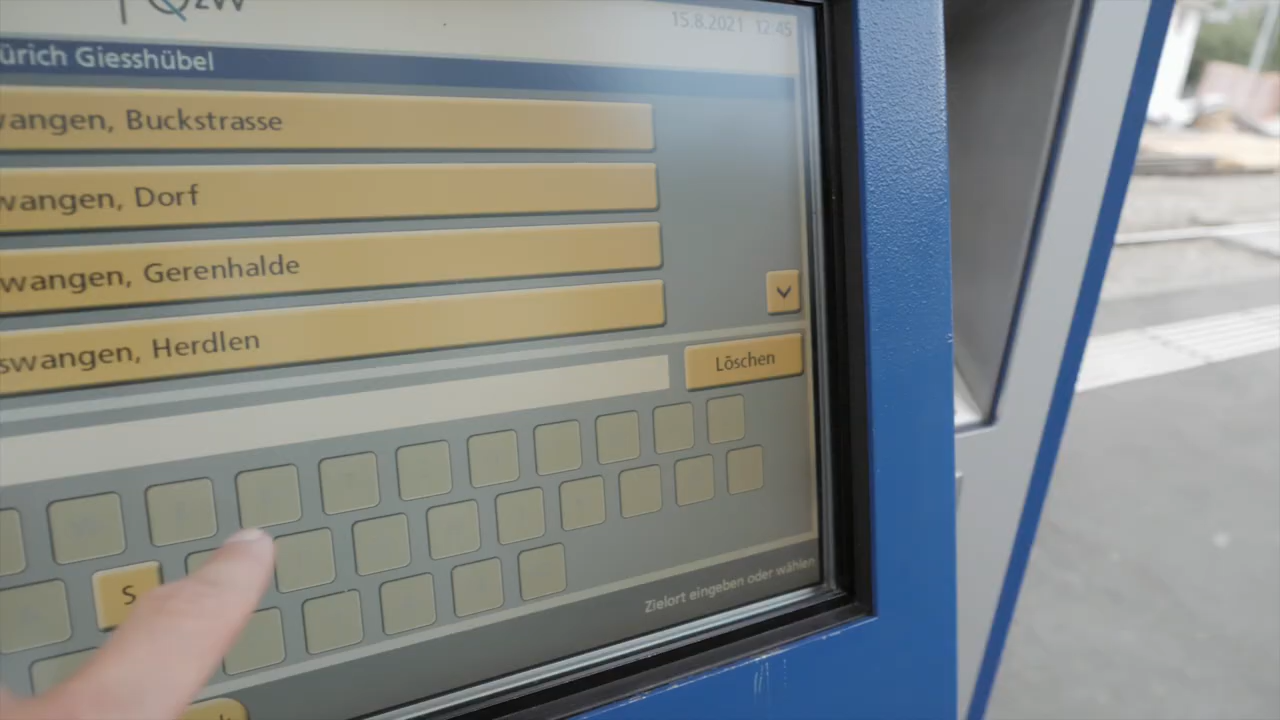 zvv
15.8.2021 12:45
ürich Giesshübel
wangen, Buckstrasse
wangen, Dorf
wangen, Gerenhalde
swangen, Herdlen
Löschen
S
Zielort eingeben oder wählen